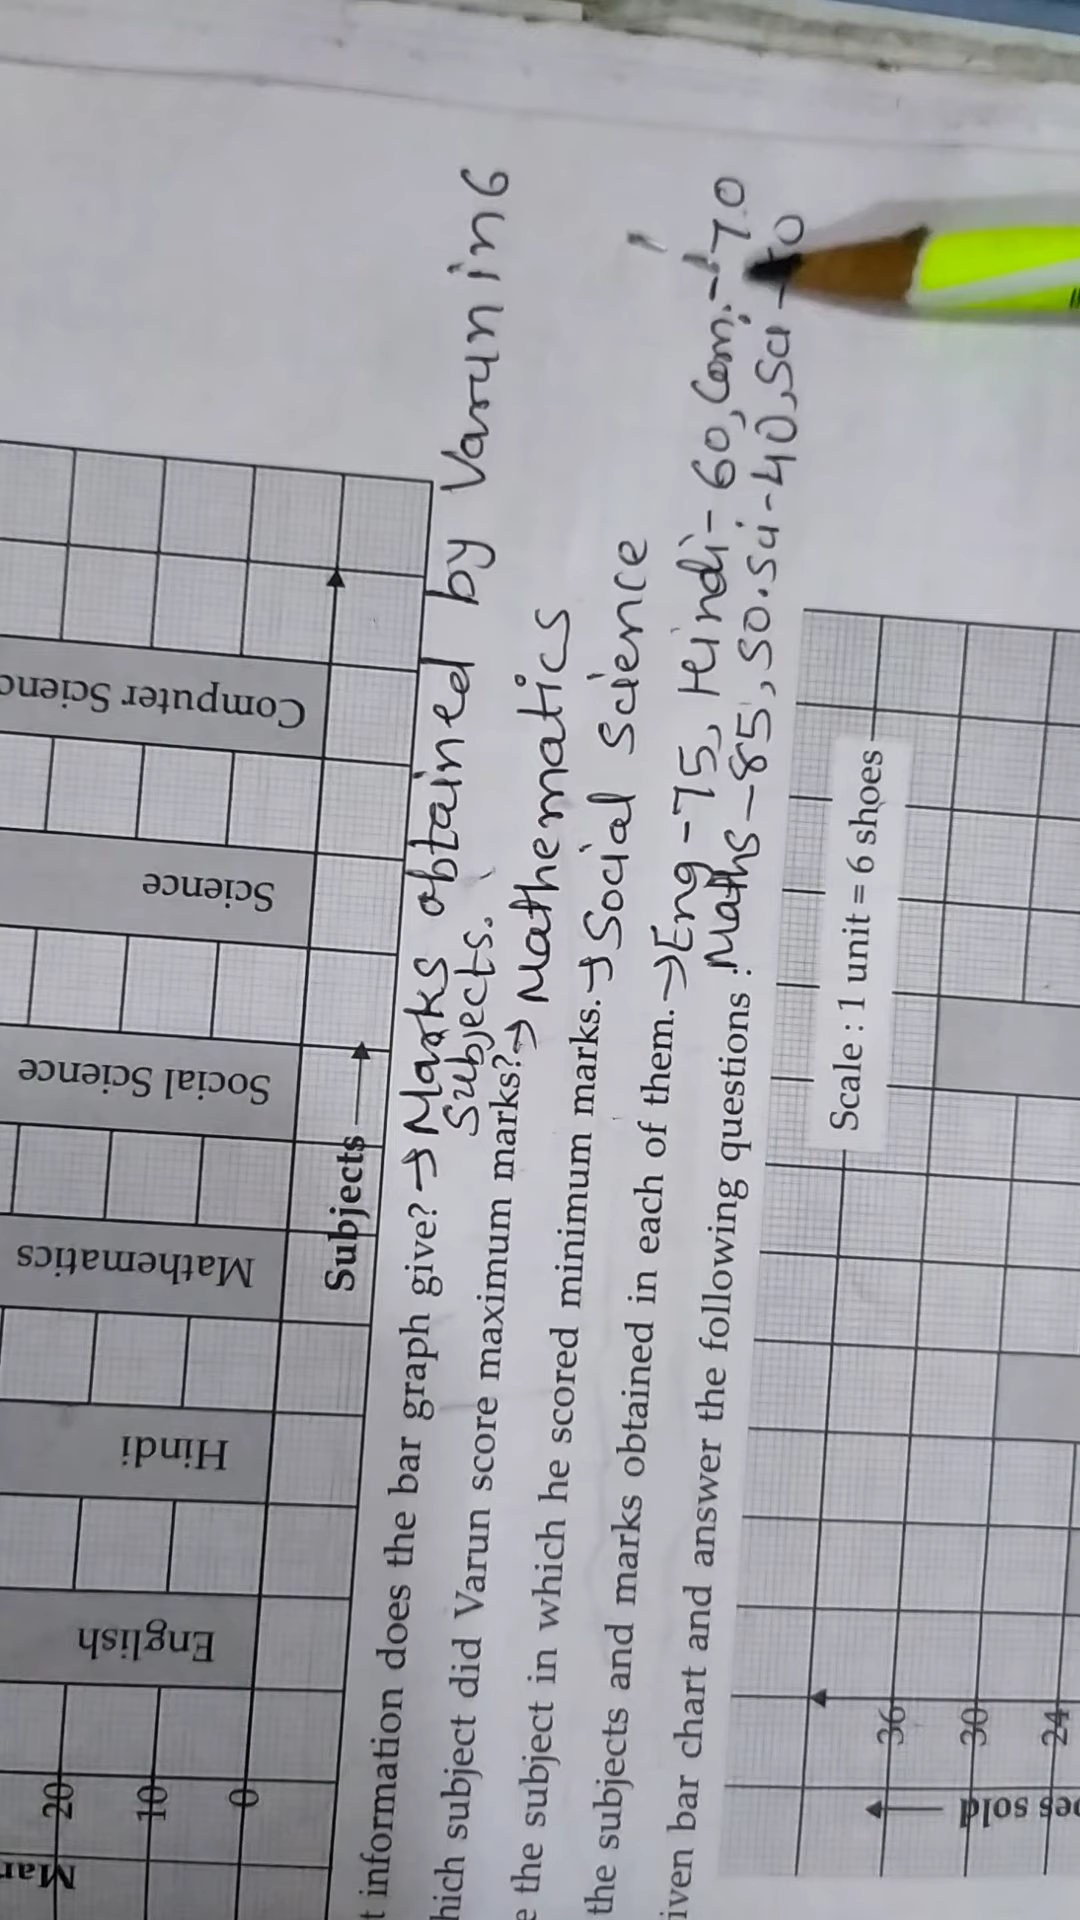 Mar
20
10
0
English
Hindi
Mathematics
Social Science
Science
Computer Scienc
Subjects
t information does the bar graph give? → Marks obtained by Varun in 6
subjects.
hich subject did Varun score maximum marks? → Mathematics
e the subject in which he scored minimum marks. → Social Science
the subjects and marks obtained in each of them. → Eng - 75, Hindi - 60, Com. - 70
iven bar chart and answer the following questions : Maths - 85, So. Sci - 40, Sci -
Scale : 1 unit = 6 shoes
36
30
24
oes sold